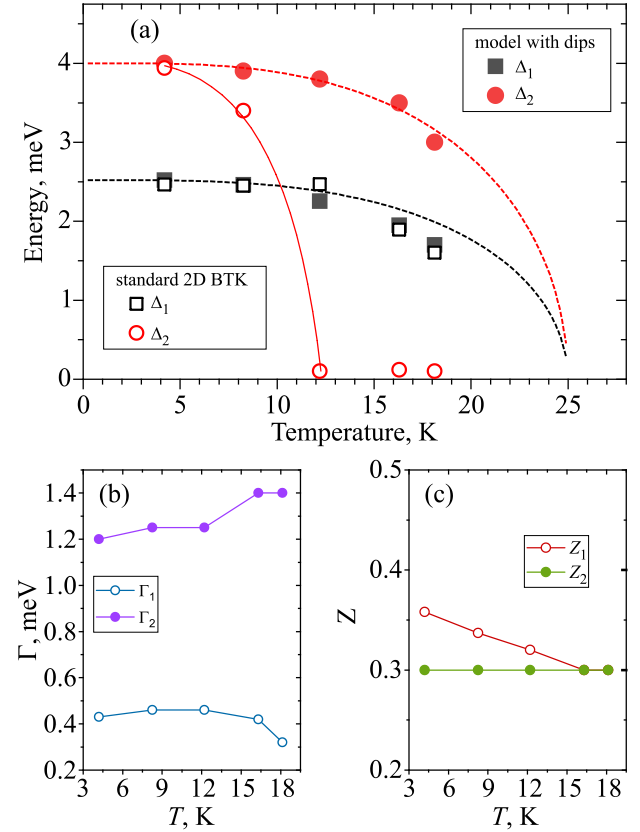 (a)
model with dips
Δ1
Δ2
standard 2D BTK
Δ1
Δ2
Energy, meV
4
3
2
1
0
0 5 10 15 20 25
Temperature, K
(b)
Γ1
Γ2
Γ, meV
1.4
1.2
1.0
0.8
0.6
0.4
0.2
3 6 9 12 15 18
T, K
(c)
Z1
Z2
Z
0.5
0.4
0.3
0.2
3 6 9 12 15 18
T, K